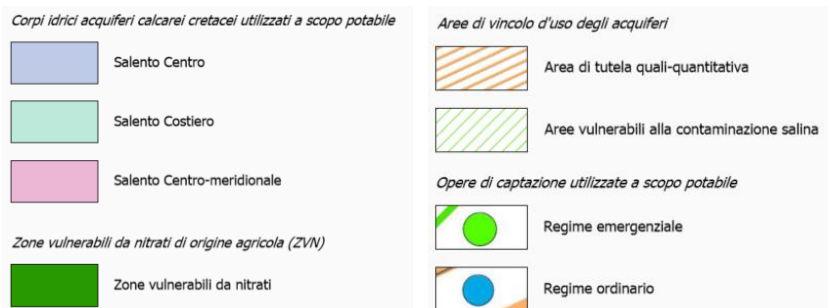 Corpi idrici acquiferi calcarei cretacei utilizzati a scopo potabile
Salento Centro
Salento Costiero
Salento Centro-meridionale
Zone vulnerabili da nitrati di origine agricola (ZVN)
Zone vulnerabili da nitrati
Aree di vincolo d'uso degli acquiferi
Area di tutela quali-quantitativa
Aree vulnerabili alla contaminazione salina
Opere di captazione utilizzate a scopo potabile
Regime emergenziale
Regime ordinario